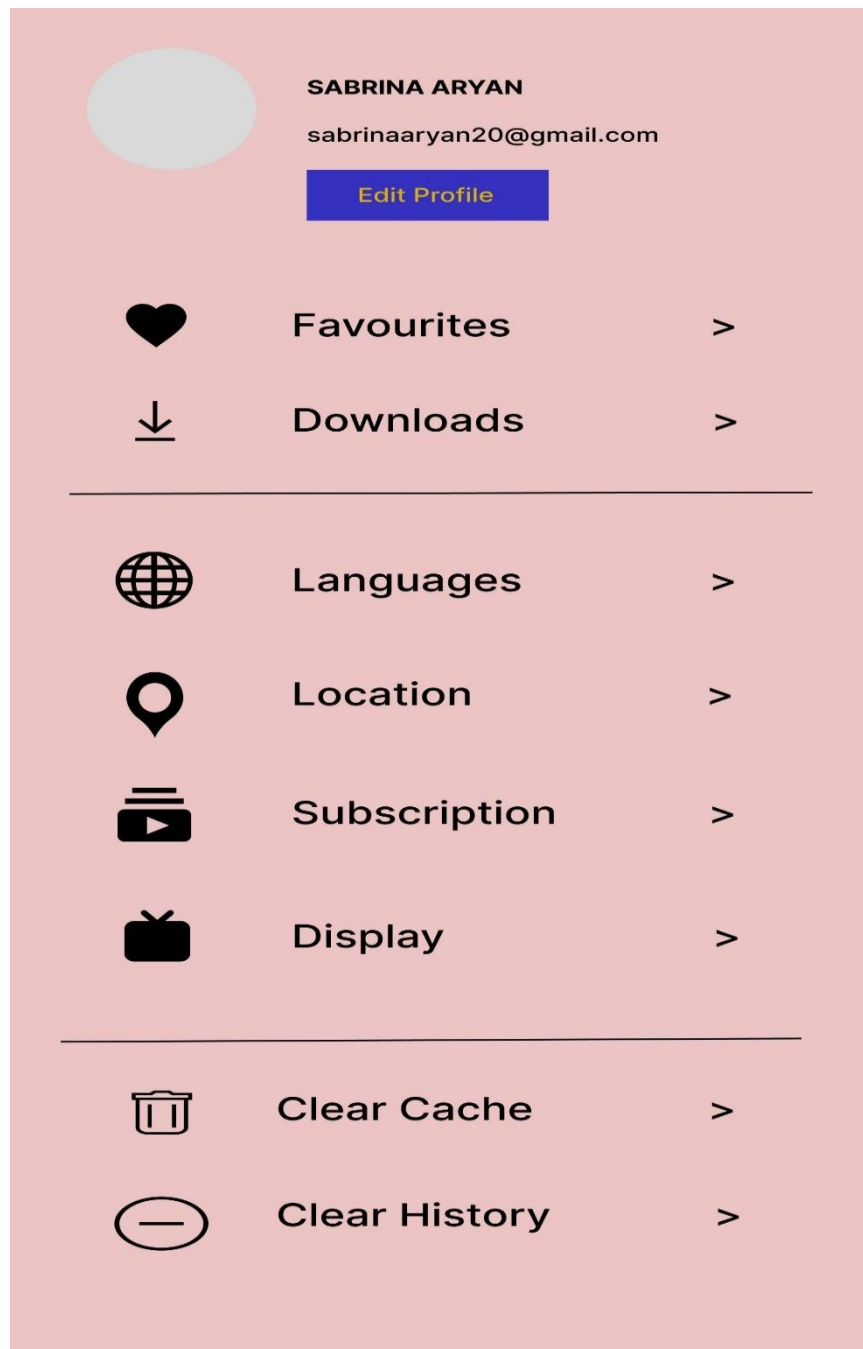 SABRINA ARYAN
sabrinaaryan20@gmail.com
Edit Profile
Favourites >
Downloads >
Languages >
Location >
Subscription >
Display >
Clear Cache >
Clear History >